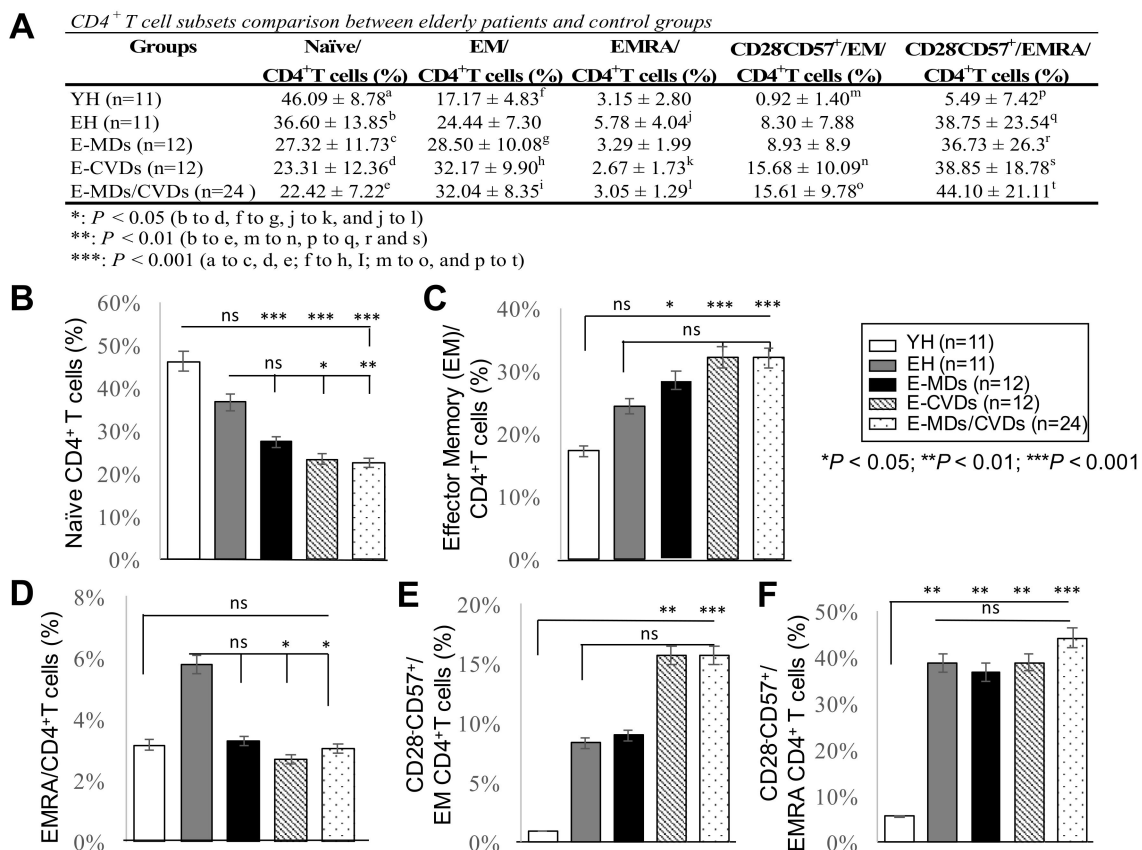 A
CD4⁺ T cell subsets comparison between elderly patients and control groups
Groups Naïve/ EM/ EMRA/ CD28⁻CD57⁺/EM/ CD28⁻CD57⁺/EMRA/
CD4⁺T cells (%) CD4⁺T cells (%) CD4⁺T cells (%) CD4⁺T cells (%) CD4⁺T cells (%)
YH (n=11) 46.09 ± 8.78ᵃ 17.17 ± 4.83ᶠ 3.15 ± 2.80 0.92 ± 1.40ᵐ 5.49 ± 7.42ᵖ
EH (n=11) 36.60 ± 13.85ᵇ 24.44 ± 7.30 5.78 ± 4.04ʲ 8.30 ± 7.88 38.75 ± 23.54q
E-MDs (n=12) 27.32 ± 11.73ᶜ 28.50 ± 10.08ᵍ 3.29 ± 1.99 8.93 ± 8.9 36.73 ± 26.3ʳ
E-CVDs (n=12) 23.31 ± 12.36ᵈ 32.17 ± 9.90ʰ 2.67 ± 1.73ᵏ 15.68 ± 10.09ⁿ 38.85 ± 18.78ˢ
E-MDs/CVDs (n=24 ) 22.42 ± 7.22ᵉ 32.04 ± 8.35ⁱ 3.05 ± 1.29ˡ 15.61 ± 9.78ᵒ 44.10 ± 21.11ᵗ
*: P < 0.05 (b to d, f to g, j to k, and j to l)
**: P < 0.01 (b to e, m to n, p to q, r and s)
***: P < 0.001 (a to c, d, e; f to h, I; m to o, and p to t)
B
Naïve CD4⁺ T cells (%)
60%
50%
40%
30%
20%
10%
0%
ns *** *** ***
ns * **
C
Effector Memory (EM)/
CD4⁺T cells (%)
40%
30%
20%
10%
0%
ns * *** ***
ns
YH (n=11)
EH (n=11)
E-MDs (n=12)
E-CVDs (n=12)
E-MDs/CVDs (n=24)
*P < 0.05; **P < 0.01; ***P < 0.001
D
EMRA/CD4⁺T cells (%)
8%
6%
4%
2%
0%
ns
ns * *
E
CD28-CD57⁺/
EM CD4⁺T cells (%)
20%
15%
10%
5%
0%
** ***
ns
F
CD28-CD57⁺/
EMRA CD4⁺T cells (%)
50%
40%
30%
20%
10%
0%
** ** ** ***
ns